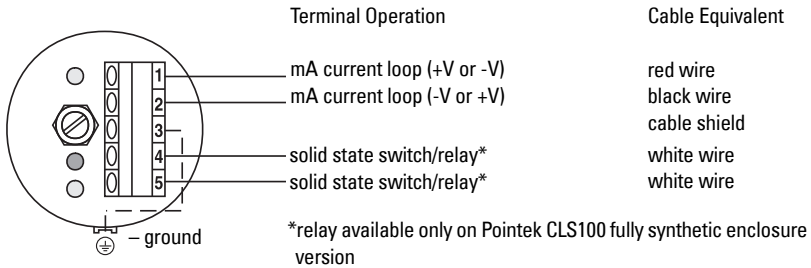 Terminal Operation Cable Equivalent
1 mA current loop (+V or -V) red wire
2 mA current loop (-V or +V) black wire
3 cable shield
4 solid state switch/relay* white wire
5 solid state switch/relay* white wire
– ground
*relay available only on Pointek CLS100 fully synthetic enclosure
version